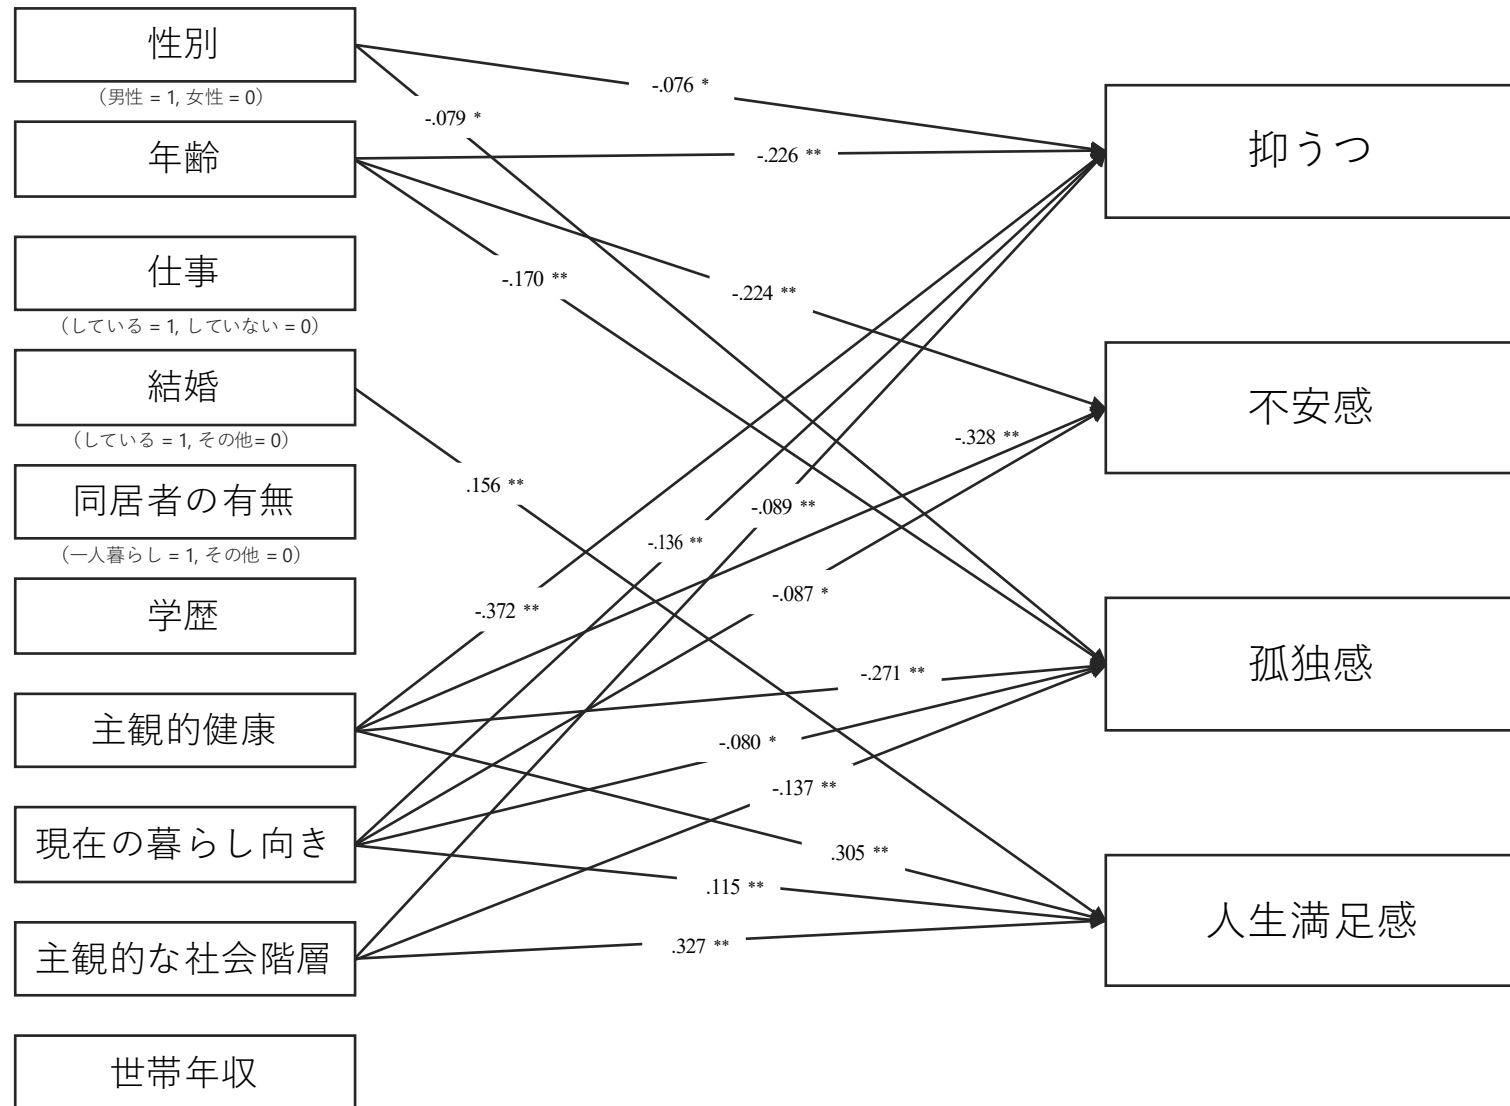 性別
（男性 = 1, 女性 = 0）
年齢
仕事
（している = 1, していない = 0）
結婚
（している = 1, その他= 0）
同居者の有無
（一人暮らし = 1, その他 = 0）
学歴
主観的健康
現在の暮らし向き
主観的な社会階層
世帯年収
-.076 *
-.079 *
-.226 **
-.170 **
-.224 **
-.328 **
.156 **
-.089 **
-.136 **
-.087 *
-.372 **
-.271 **
-.080 *
-.137 **
.305 **
.115 **
.327 **
抑うつ
不安感
孤独感
人生満足感